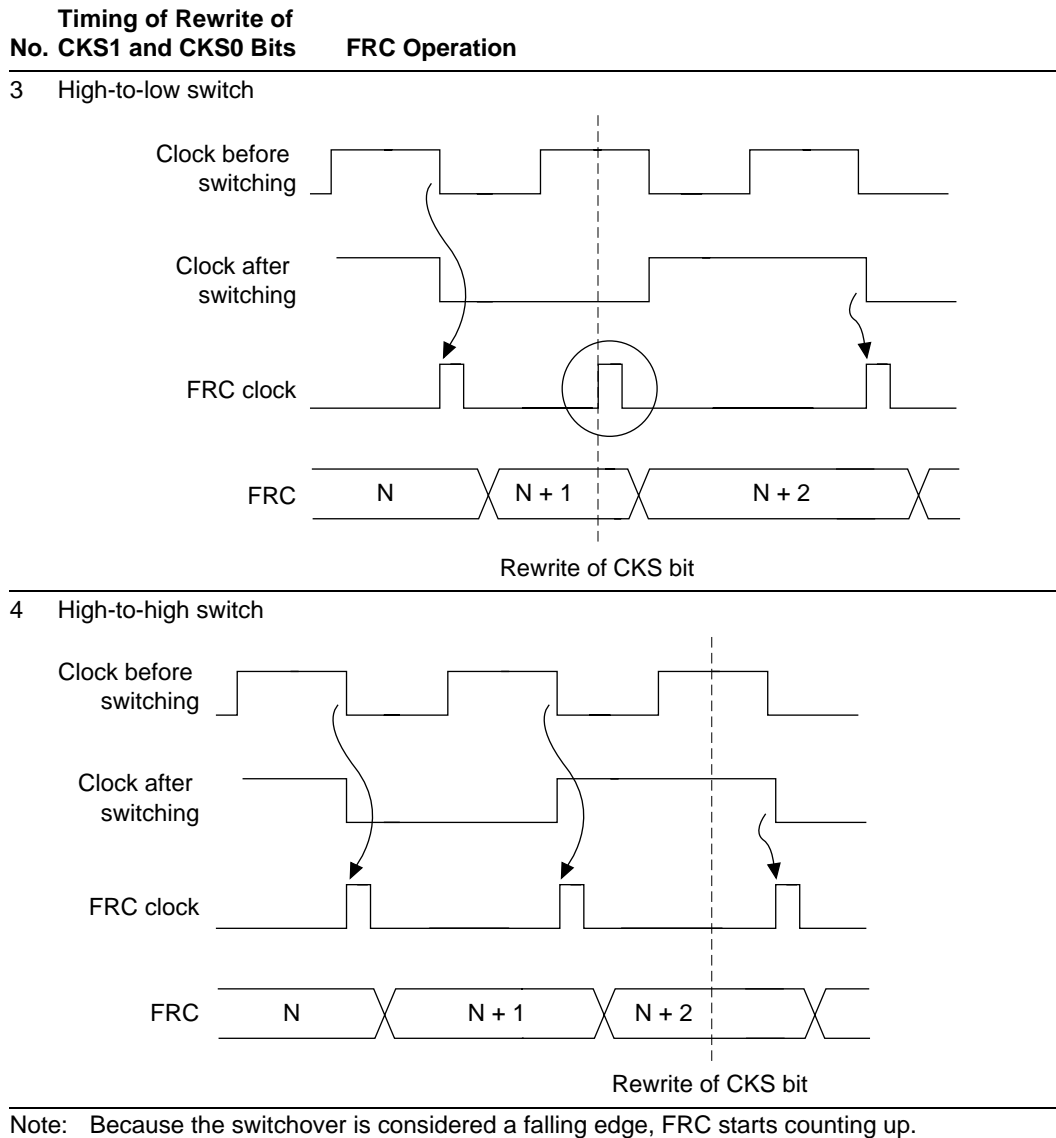 Timing of Rewrite of
No. CKS1 and CKS0 Bits FRC Operation
3 High-to-low switch
Clock before
switching
Clock after
switching
FRC clock
FRC N N + 1 N + 2
Rewrite of CKS bit
4 High-to-high switch
Clock before
switching
Clock after
switching
FRC clock
FRC N N + 1 N + 2
Rewrite of CKS bit
Note: Because the switchover is considered a falling edge, FRC starts counting up.